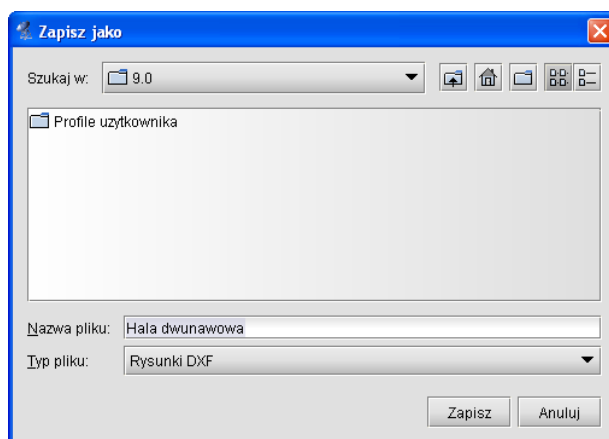 Zapisz jako
Szukaj w: 9.0
Profile uzytkownika
Nazwa pliku: Hala dwunawowa
Typ pliku: Rysunki DXF
Zapisz Anuluj